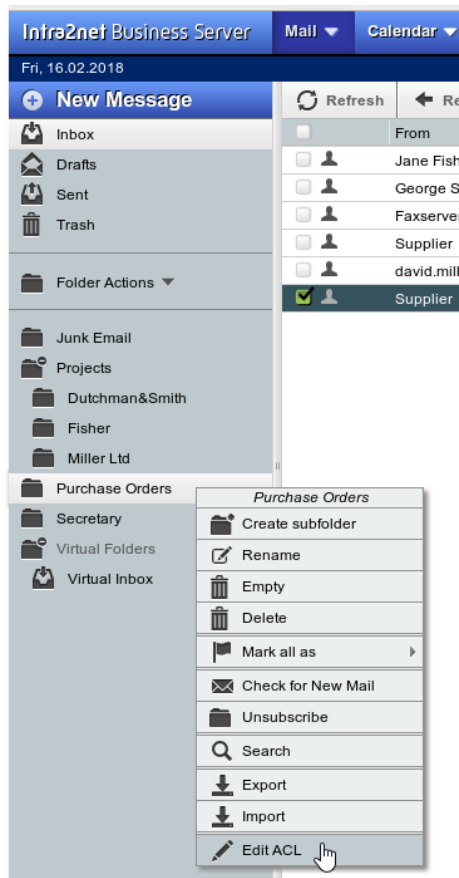 Intra2net Business Server Mail Calendar
Fri, 16.02.2018
New Message Refresh
Inbox From
Drafts Jane Fish
Sent George S
Trash Faxserver
Supplier
Folder Actions david.mill
Supplier
Junk Email
Projects
Dutchman&Smith
Fisher
Miller Ltd
Purchase Orders
Secretary
Virtual Folders
Virtual Inbox
Purchase Orders
Create subfolder
Rename
Empty
Delete
Mark all as
Check for New Mail
Unsubscribe
Search
Export
Import
Edit ACL